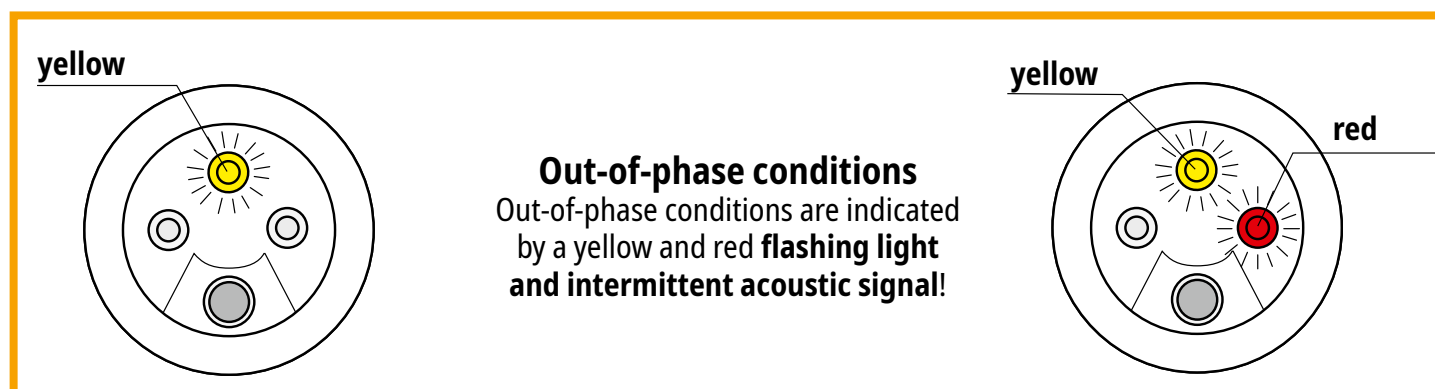 yellow
Out-of-phase conditions
Out-of-phase conditions are indicated
by a yellow and red flashing light
and intermittent acoustic signal!
yellow
red